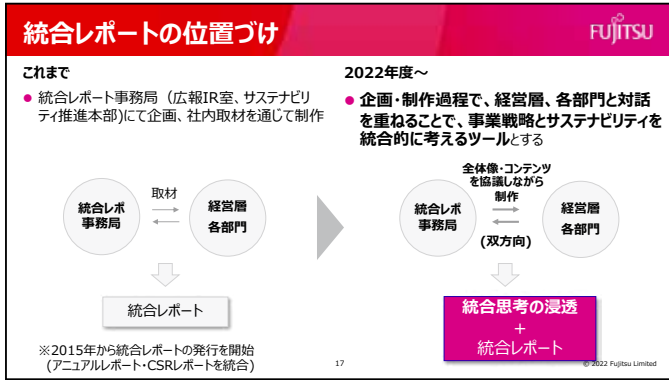 統合レポートの位置づけ
FUJITSU
これまで
● 統合レポート事務局（広報IR室、サステナビリ
ティ推進本部)にて企画、社内取材を通じて制作
統合レポ
事務局
取材
経営層
各部門
統合レポート
※2015年から統合レポートの発行を開始
(アニュアルレポート・CSRレポートを統合)
2022年度～
● 企画・制作過程で、経営層、各部門と対話
を重ねることで、事業戦略とサステナビリティを
統合的に考えるツールとする
全体像・コンテンツ
を協議しながら
制作
統合レポ
事務局
(双方向)
経営層
各部門
統合思考の浸透
+
統合レポート
17
© 2022 Fujitsu Limited